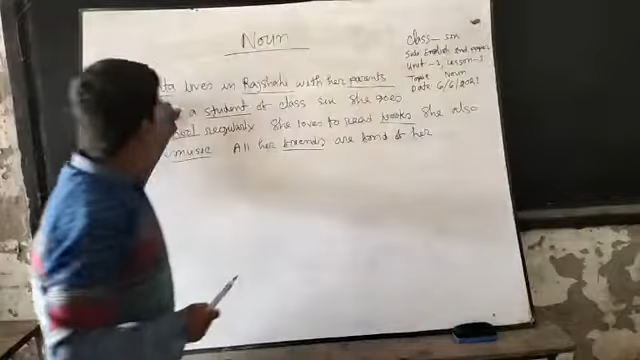 Noun
Class - six
Sub: English 2nd paper
Unit - 2, Lesson - 1
Topic Noun
Date 6/6/2021
lives in Rajshahi with her parents
a student of class six She goes
regularly She loves to read books She also
music All her friends are fond of her